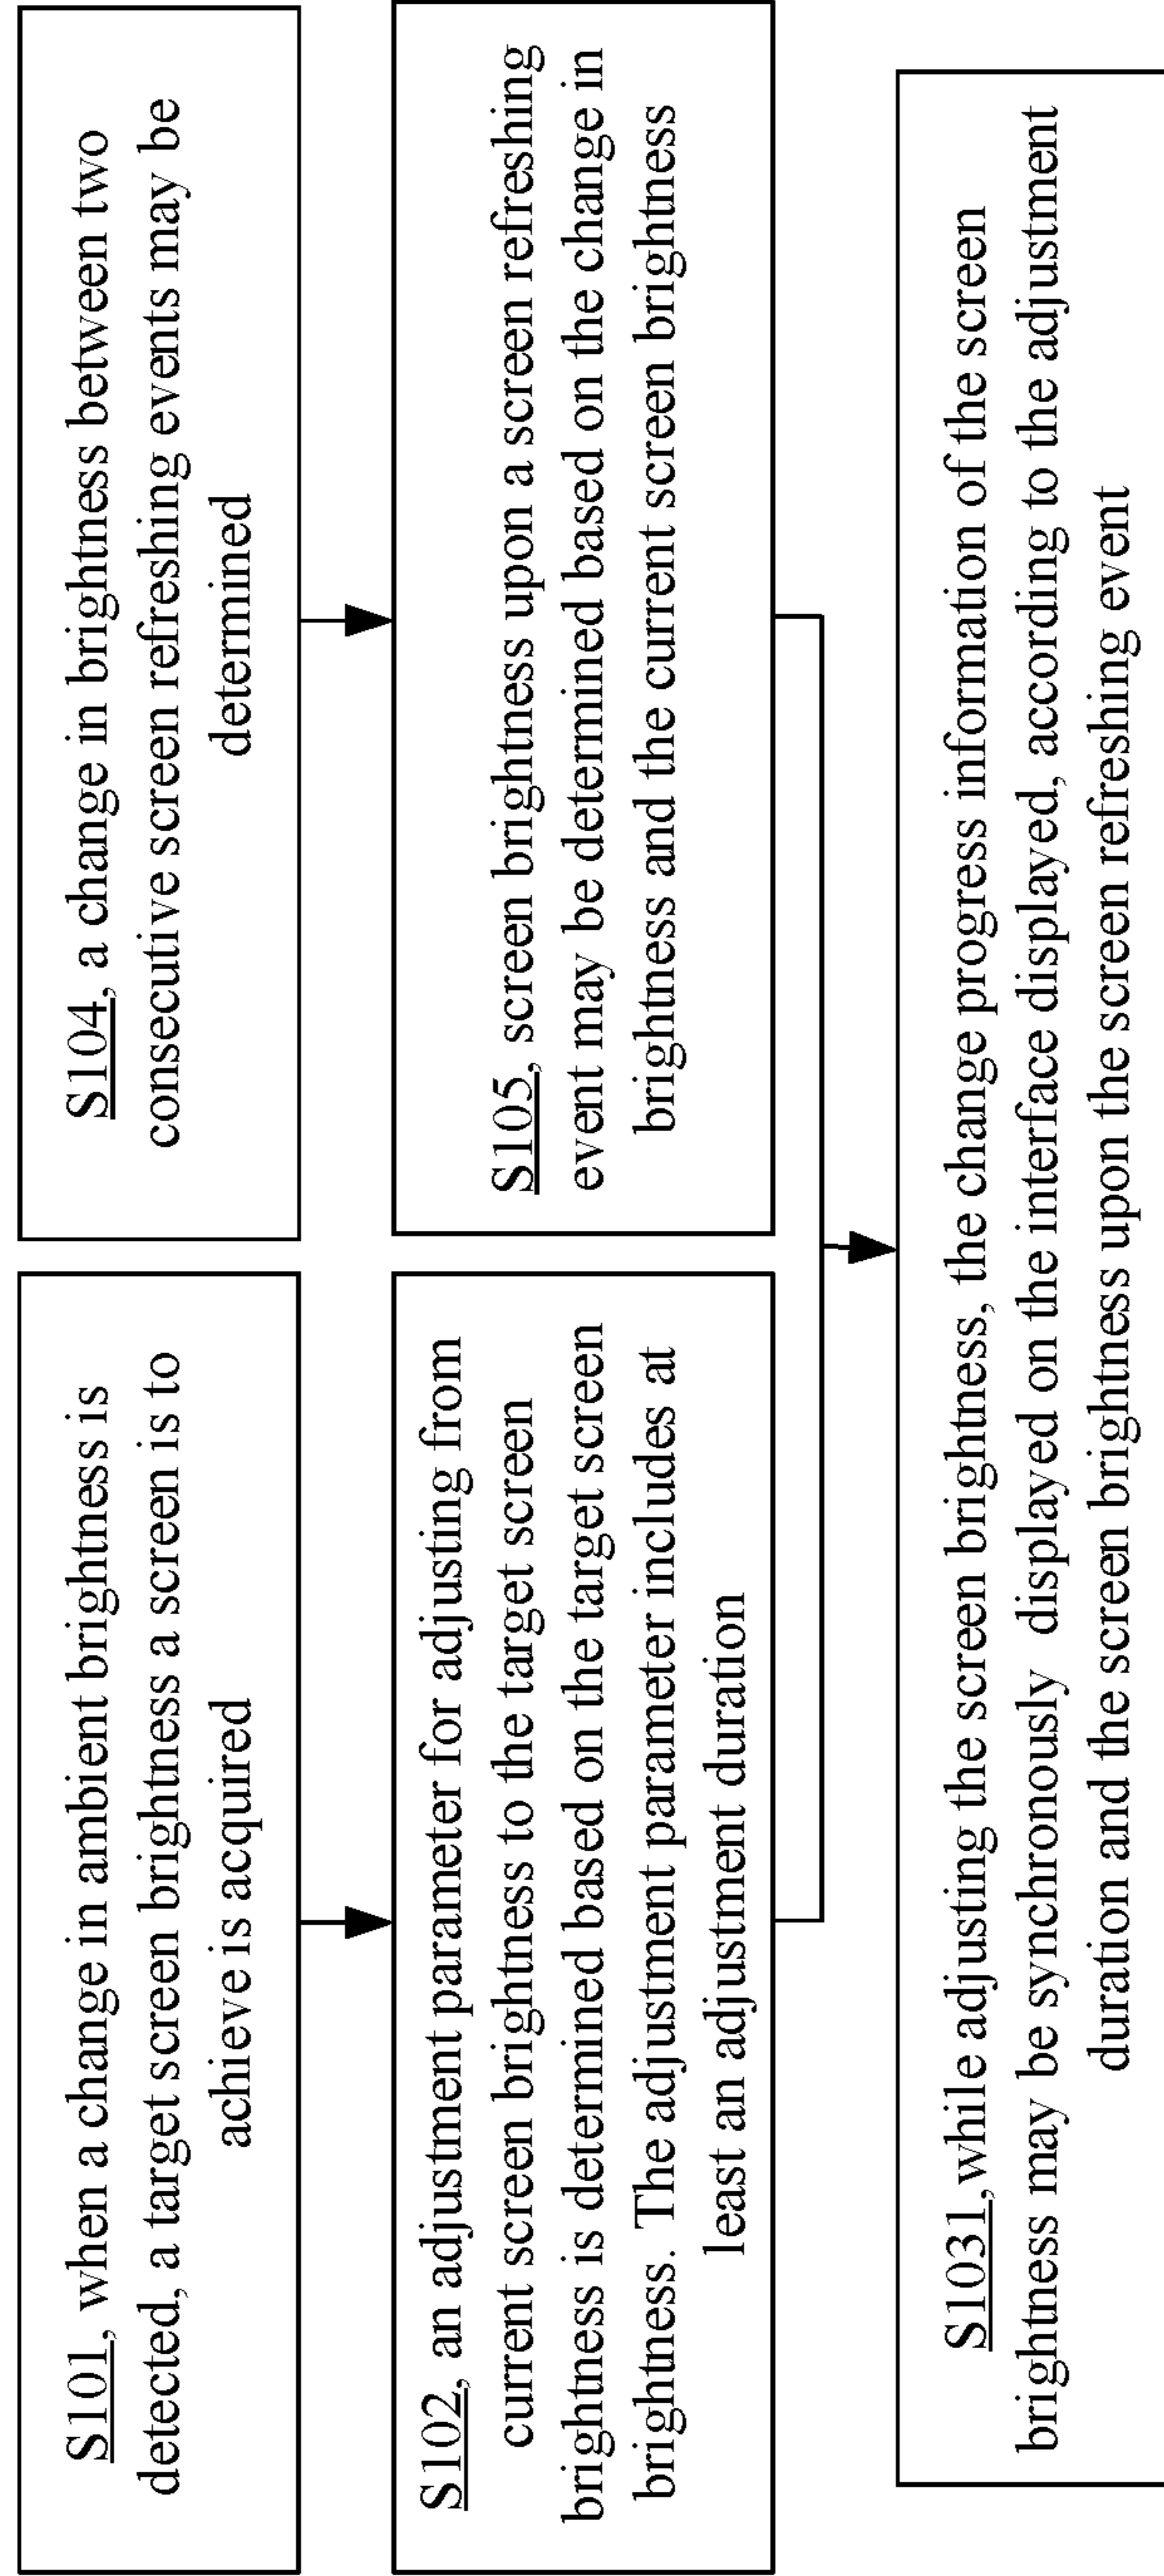 S101, when a change in ambient brightness is
detected, a target screen brightness a screen is to
achieve is acquired
S102, an adjustment parameter for adjusting from
current screen brightness to the target screen
brightness is determined based on the target screen
brightness. The adjustment parameter includes at
least an adjustment duration
S104, a change in brightness between two
consecutive screen refreshing events may be
determined
S105, screen brightness upon a screen refreshing
event may be determined based on the change in
brightness and the current screen brightness
S1031,while adjusting the screen brightness, the change progress information of the screen
brightness may be synchronously displayed on the interface displayed, according to the adjustment
duration and the screen brightness upon the screen refreshing event